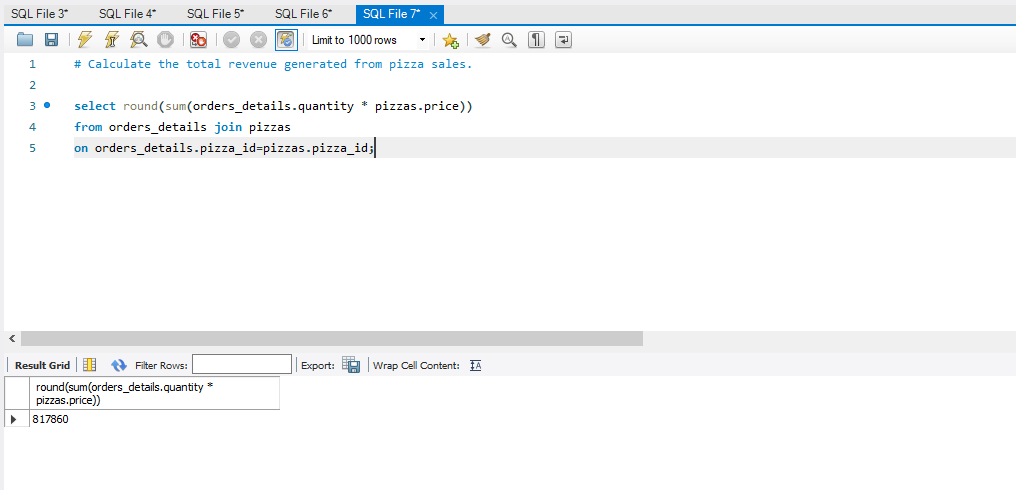 SQL File 3* SQL File 4* SQL File 5* SQL File 6* SQL File 7* ×
Limit to 1000 rows
1 # Calculate the total revenue generated from pizza sales.
2
3 select round(sum(orders_details.quantity * pizzas.price))
4 from orders_details join pizzas
5 on orders_details.pizza_id=pizzas.pizza_id;
Result Grid Filter Rows: Export: Wrap Cell Content:
round(sum(orders_details.quantity *
pizzas.price))
817860